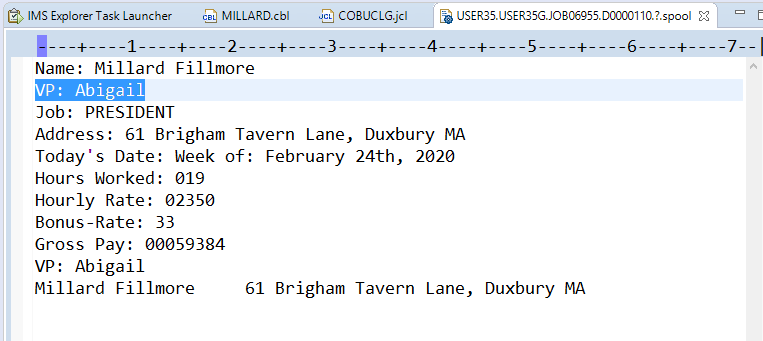 IMS Explorer Task Launcher MILLARD.cbl COBUCLG.jcl USER35.USER35G.JOB06955.D0000110.?.spool
----+----1----+----2----+----3----+----4----+----5----+----6----+----7--
Name: Millard Fillmore
VP: Abigail
Job: PRESIDENT
Address: 61 Brigham Tavern Lane, Duxbury MA
Today's Date: Week of: February 24th, 2020
Hours Worked: 019
Hourly Rate: 02350
Bonus-Rate: 33
Gross Pay: 00059384
VP: Abigail
Millard Fillmore     61 Brigham Tavern Lane, Duxbury MA